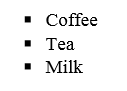 ▪ Coffee
▪ Tea
▪ Milk